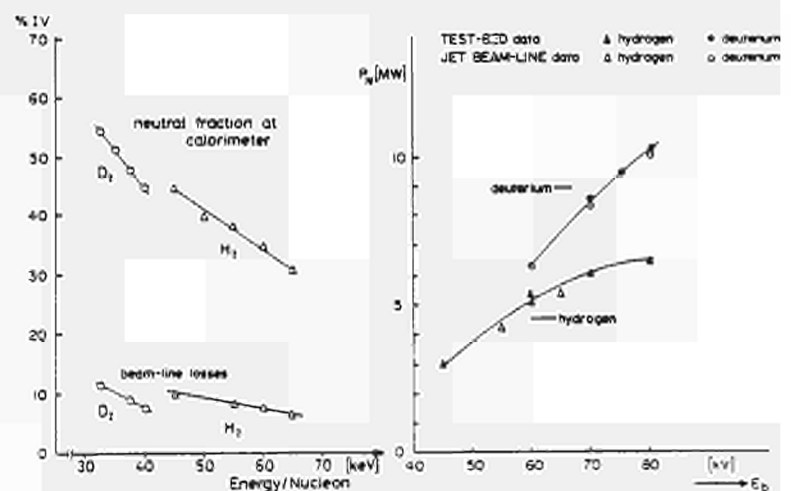 % IV
70
60
50
40
30
20
10
0
neutral fraction at
calorimeter
D₂
H₂
beam-line losses
D₂
H₂
30 40 50 60 70 [keV]
Energy/Nucleon
TEST-BED data ▲ hydrogen ● deuterium
JET BEAM-LINE data △ hydrogen ○ deuterium
[MW]
10
5
0
deuterium
hydrogen
40 50 60 70 80 [kV]
E_b